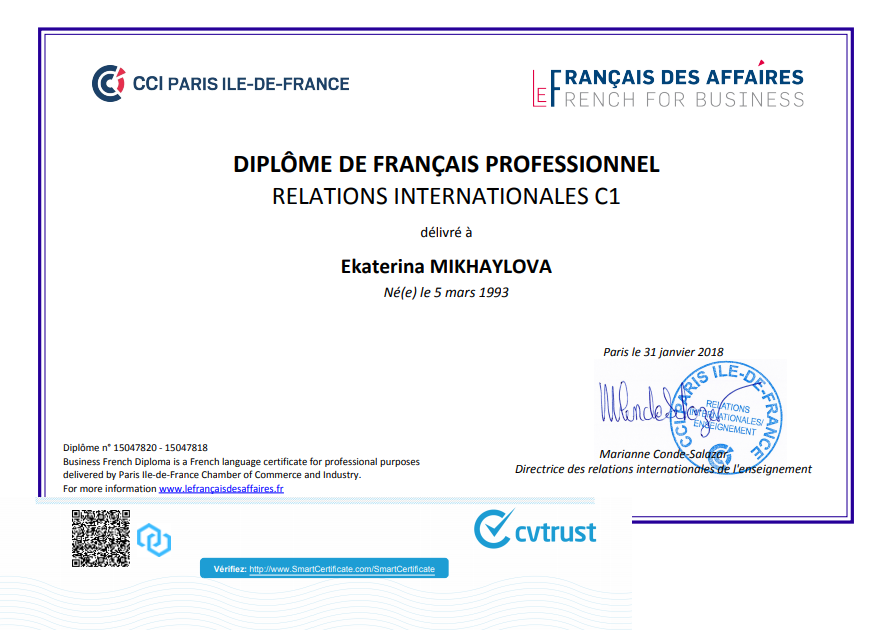 CCI PARIS ILE-DE-FRANCE
LE FRANÇAIS DES AFFAIRES
FRENCH FOR BUSINESS
DIPLÔME DE FRANÇAIS PROFESSIONNEL
RELATIONS INTERNATIONALES C1
délivré à
Ekaterina MIKHAYLOVA
Né(e) le 5 mars 1993
Paris le 31 janvier 2018
CCI PARIS ILE-DE-FRANCE
RELATIONS
INTERNATIONALES/
ENSEIGNEMENT
Marianne Conde-Salazar
Directrice des relations internationales de l'enseignement
Diplôme n° 15047820 - 15047818
Business French Diploma is a French language certificate for professional purposes
delivered by Paris Ile-de-France Chamber of Commerce and Industry.
For more information www.lefrançaisdesaffaires.fr
cvtrust
Vérifiez: http://www.SmartCertificate.com/SmartCertificate